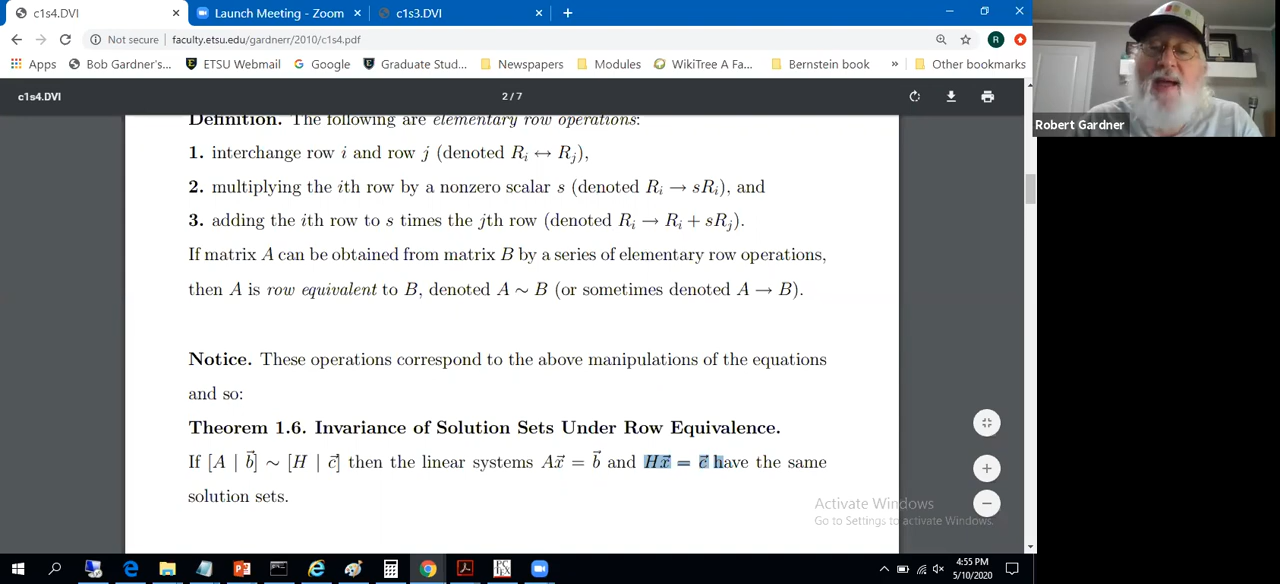 c1s4.DVI
Launch Meeting - Zoom
c1s3.DVI
Not secure | faculty.etsu.edu/gardnerr/2010/c1s4.pdf
R
Apps
Bob Gardner's...
ETSU Webmail
Google
Graduate Stud...
Newspapers
Modules
WikiTree A Fa...
Bernstein book
»
Other bookmarks
c1s4.DVI
2 / 7
Robert Gardner
Definition. The following are elementary row operations:
1. interchange row i and row j (denoted Rᵢ ↔ Rⱼ),
2. multiplying the ith row by a nonzero scalar s (denoted Rᵢ → sRᵢ), and
3. adding the ith row to s times the jth row (denoted Rᵢ → Rᵢ + sRⱼ).
If matrix A can be obtained from matrix B by a series of elementary row operations,
then A is row equivalent to B, denoted A ∼ B (or sometimes denoted A → B).
Notice. These operations correspond to the above manipulations of the equations
and so:
Theorem 1.6. Invariance of Solution Sets Under Row Equivalence.
If [A | b⃗] ∼ [H | c⃗] then the linear systems Ax⃗ = b⃗ and Hx⃗ = c⃗ have the same
solution sets.
Activate Windows
Go to Settings to activate Windows.
4:55 PM
5/10/2020